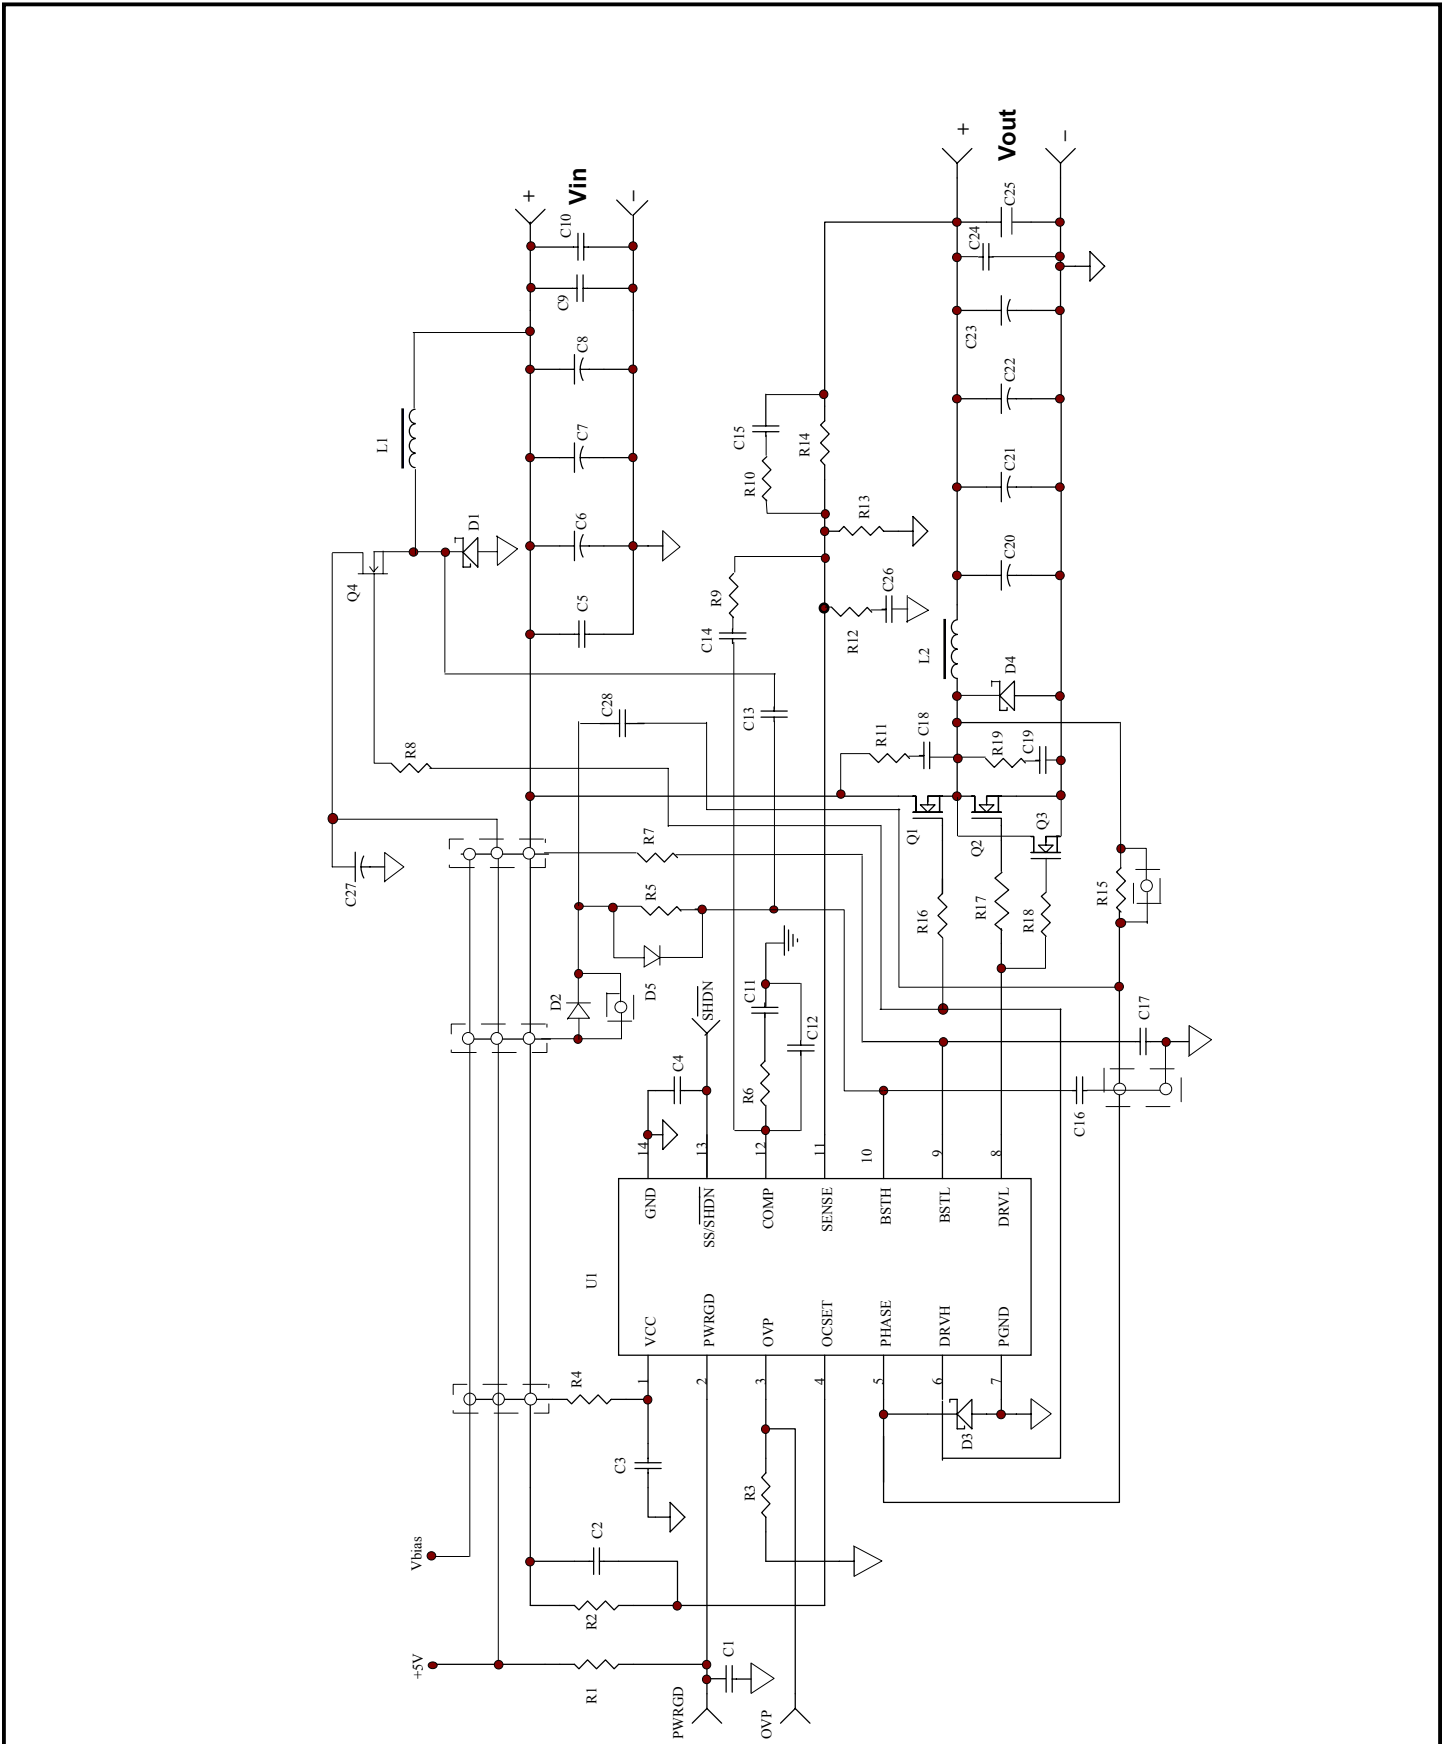 +
Vin
−
C10
C9
C8
C7
C6
C5
L1
D1
Q4
R8
C27
+
Vout
−
C25
C24
C23
C22
C21
C20
C15
R10
R14
R13
R9
C14
C26
R12
L2
D4
C28
C13
R11
C18
R19
C19
Q1
Q2
Q3
R7
R5
R16
R17
R18
R15
D2
D5
SHDN
C11
C12
C4
R6
C17
C16
14
13
12
11
10
9
8
GND
SS/SHDN
COMP
SENSE
BSTH
BSTL
DRVL
U1
VCC
PWRGD
OVP
OCSET
PHASE
DRVH
PGND
1
2
3
4
5
6
7
R4
C3
R3
D3
Vbias
C2
R2
+5V
R1
C1
PWRGD
OVP